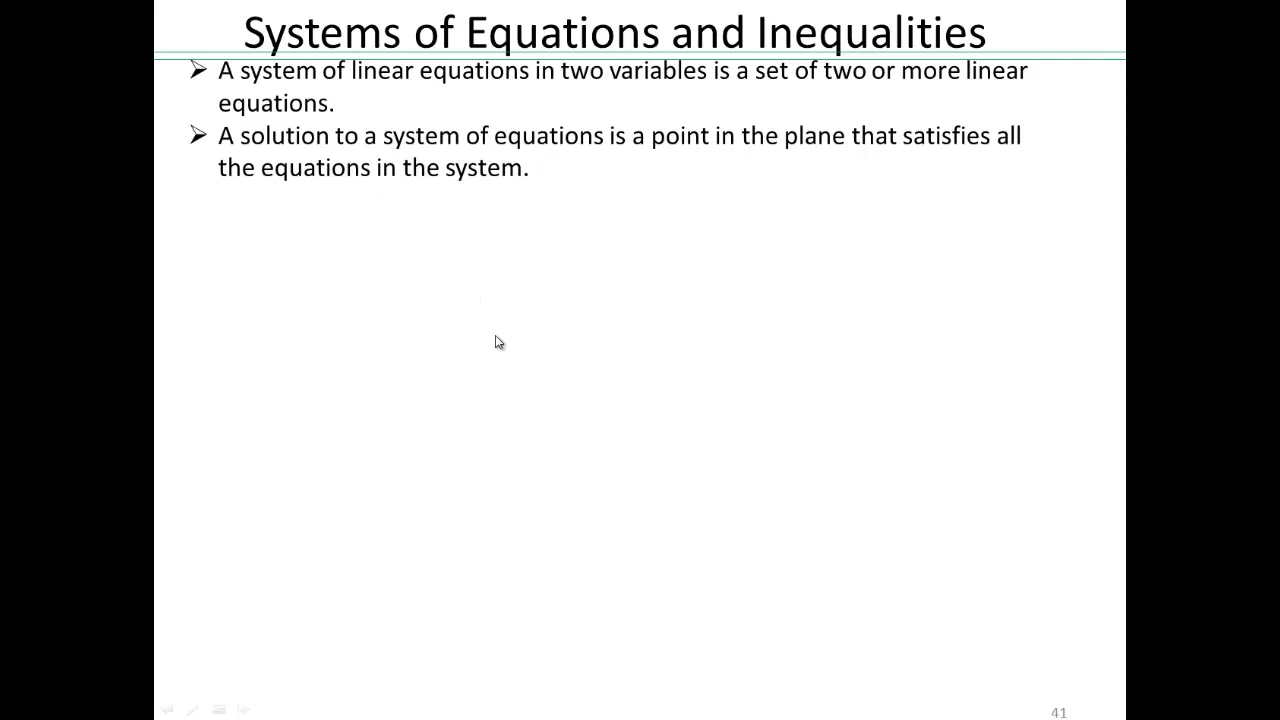 Systems of Equations and Inequalities
➢ A system of linear equations in two variables is a set of two or more linear
equations.
➢ A solution to a system of equations is a point in the plane that satisfies all
the equations in the system.
41